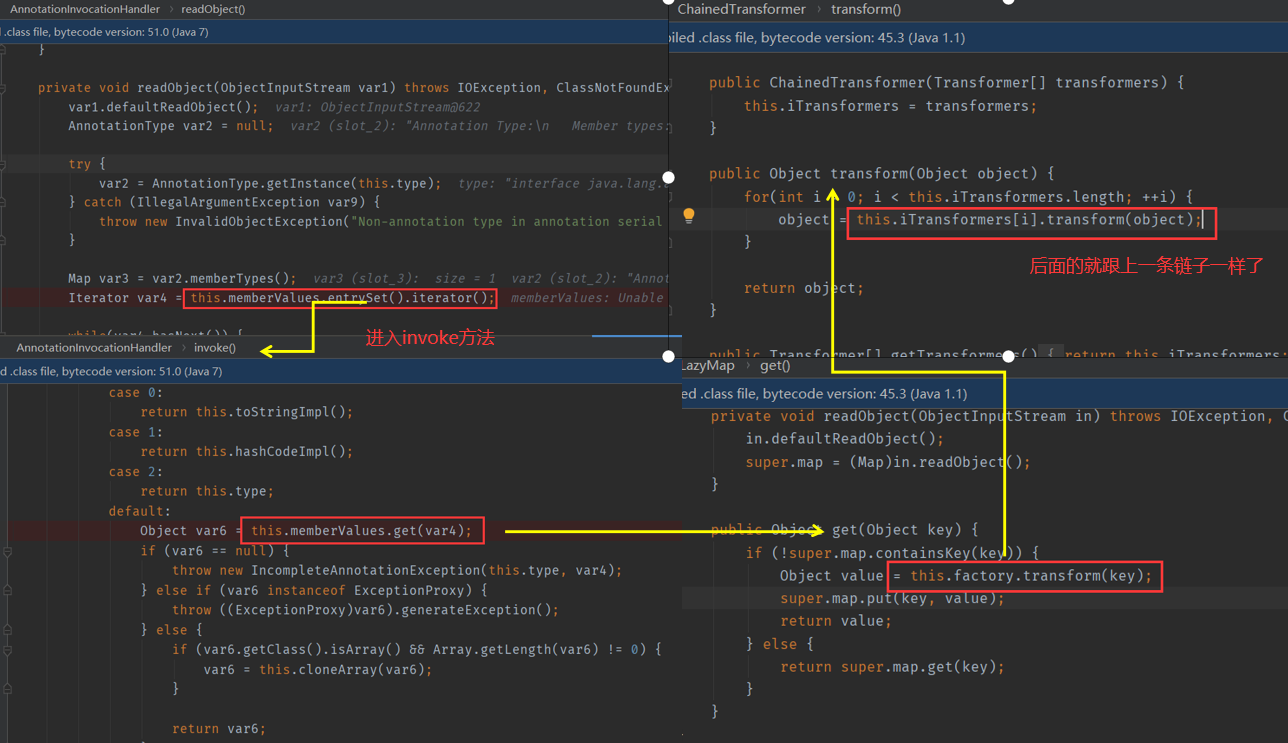 AnnotationInvocationHandler › readObject()
.class file, bytecode version: 51.0 (Java 7)
}
private void readObject(ObjectInputStream var1) throws IOException, ClassNotFoundEx
var1.defaultReadObject(); var1: ObjectInputStream@622
AnnotationType var2 = null; var2 (slot_2): "Annotation Type:\n Member types:
try {
var2 = AnnotationType.getInstance(this.type); type: "interface java.lang.
} catch (IllegalArgumentException var9) {
throw new InvalidObjectException("Non-annotation type in annotation serial
}
Map var3 = var2.memberTypes(); var3 (slot_3): size = 1 var2 (slot_2): "Annot
Iterator var4 = this.memberValues.entrySet().iterator(); memberValues: Unable
while(var4.hasNext()) {
进入invoke方法
AnnotationInvocationHandler › invoke()
d .class file, bytecode version: 51.0 (Java 7)
case 0:
return this.toStringImpl();
case 1:
return this.hashCodeImpl();
case 2:
return this.type;
default:
Object var6 = this.memberValues.get(var4);
if (var6 == null) {
throw new IncompleteAnnotationException(this.type, var4);
} else if (var6 instanceof ExceptionProxy) {
throw ((ExceptionProxy)var6).generateException();
} else {
if (var6.getClass().isArray() && Array.getLength(var6) != 0) {
var6 = this.cloneArray(var6);
}
return var6;
ChainedTransformer › transform()
piled .class file, bytecode version: 45.3 (Java 1.1)
public ChainedTransformer(Transformer[] transformers) {
this.iTransformers = transformers;
}
public Object transform(Object object) {
for(int i = 0; i < this.iTransformers.length; ++i) {
object = this.iTransformers[i].transform(object);
}
后面的就跟上一条链子一样了
return object;
}
public Transformer[] getTransformers() { return this.iTransformers;
LazyMap › get()
ed .class file, bytecode version: 45.3 (Java 1.1)
private void readObject(ObjectInputStream in) throws IOException, C
in.defaultReadObject();
super.map = (Map)in.readObject();
}
public Object get(Object key) {
if (!super.map.containsKey(key)) {
Object value = this.factory.transform(key);
super.map.put(key, value);
return value;
} else {
return super.map.get(key);
}
}